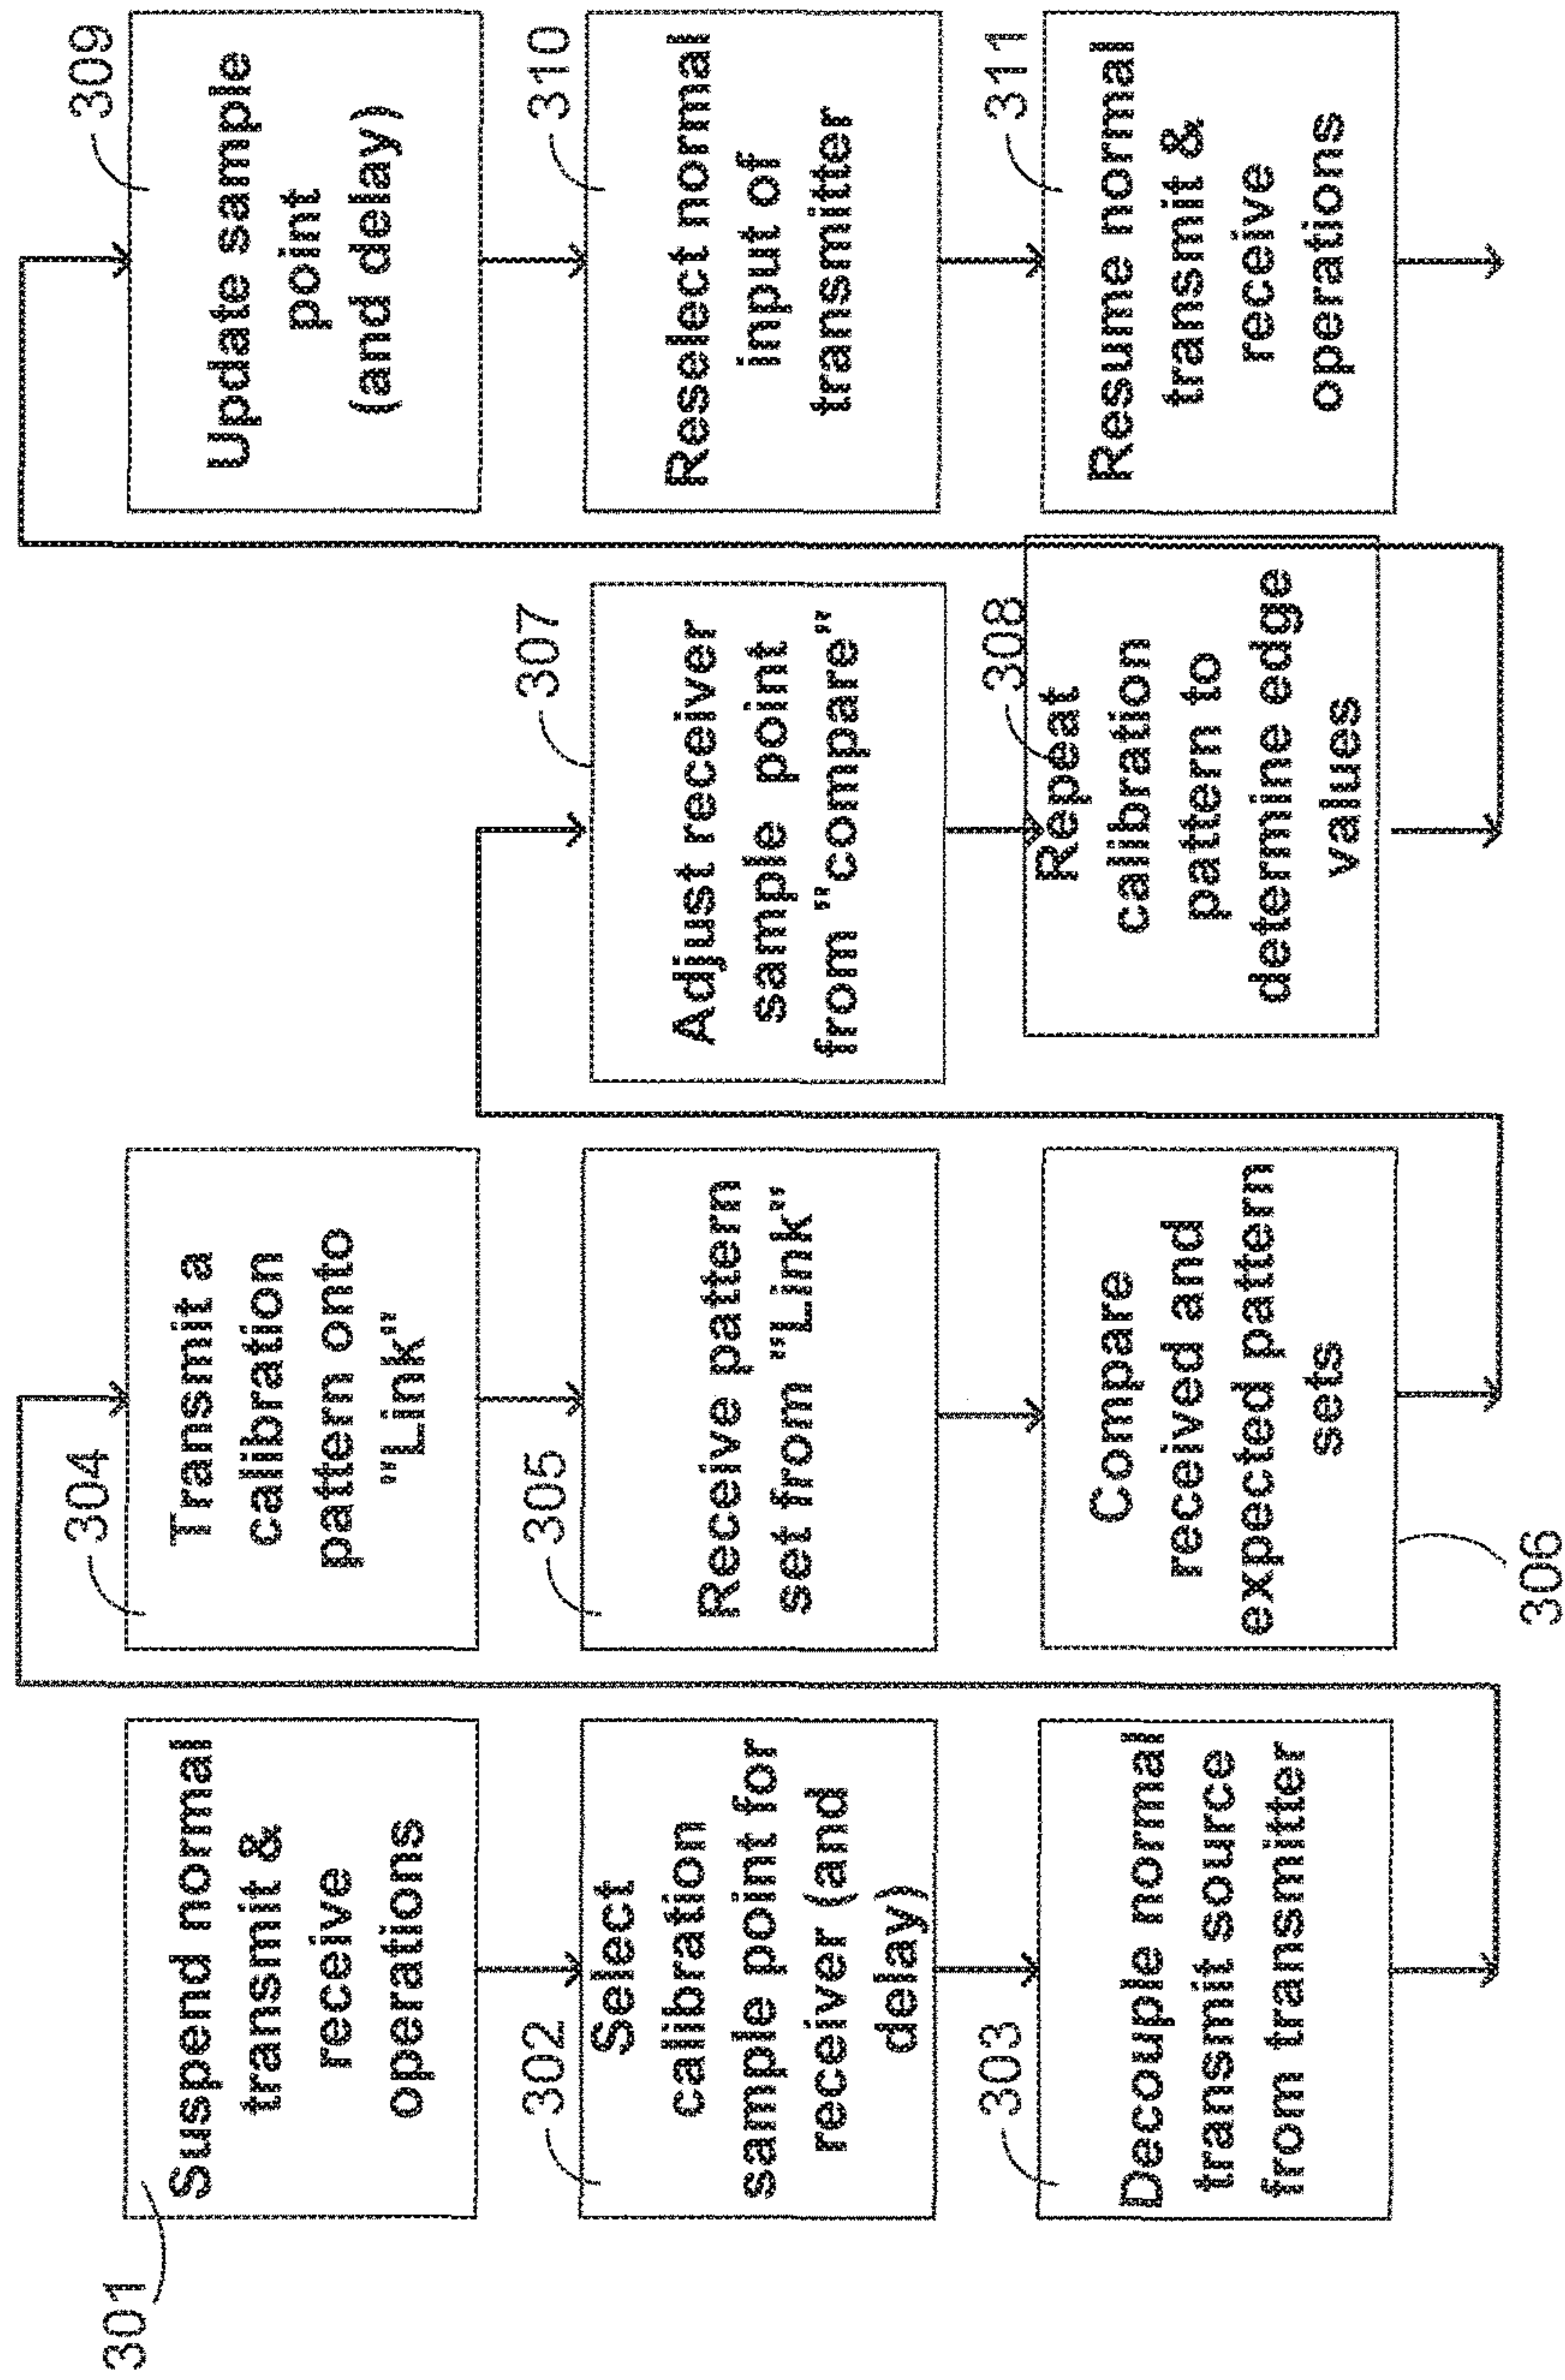 301
Suspend normal
transmit &
receive
operations
302
Select
calibration
sample point for
receiver (and
delay)
303
Decouple normal
transmit source
from transmitter
304
Transmit a
calibration
pattern onto
"Link"
305
Receive pattern
set from "Link"
Compare
received and
expected pattern
sets
306
307
Adjust receiver
sample point
from "compare"
308
Repeat
calibration
pattern to
determine edge
values
309
Update sample
point
(and delay)
310
Reselect normal
input of
transmitter
311
Resume normal
transmit &
receive
operations